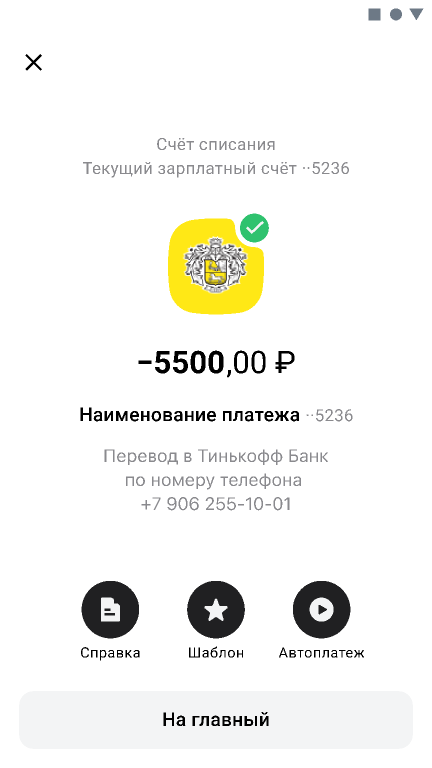 Счёт списания
Текущий зарплатный счёт ··5236
−5500,00 ₽
Наименование платежа ··5236
Перевод в Тинькофф Банк
по номеру телефона
+7 906 255-10-01
Справка
Шаблон
Автоплатеж
На главный